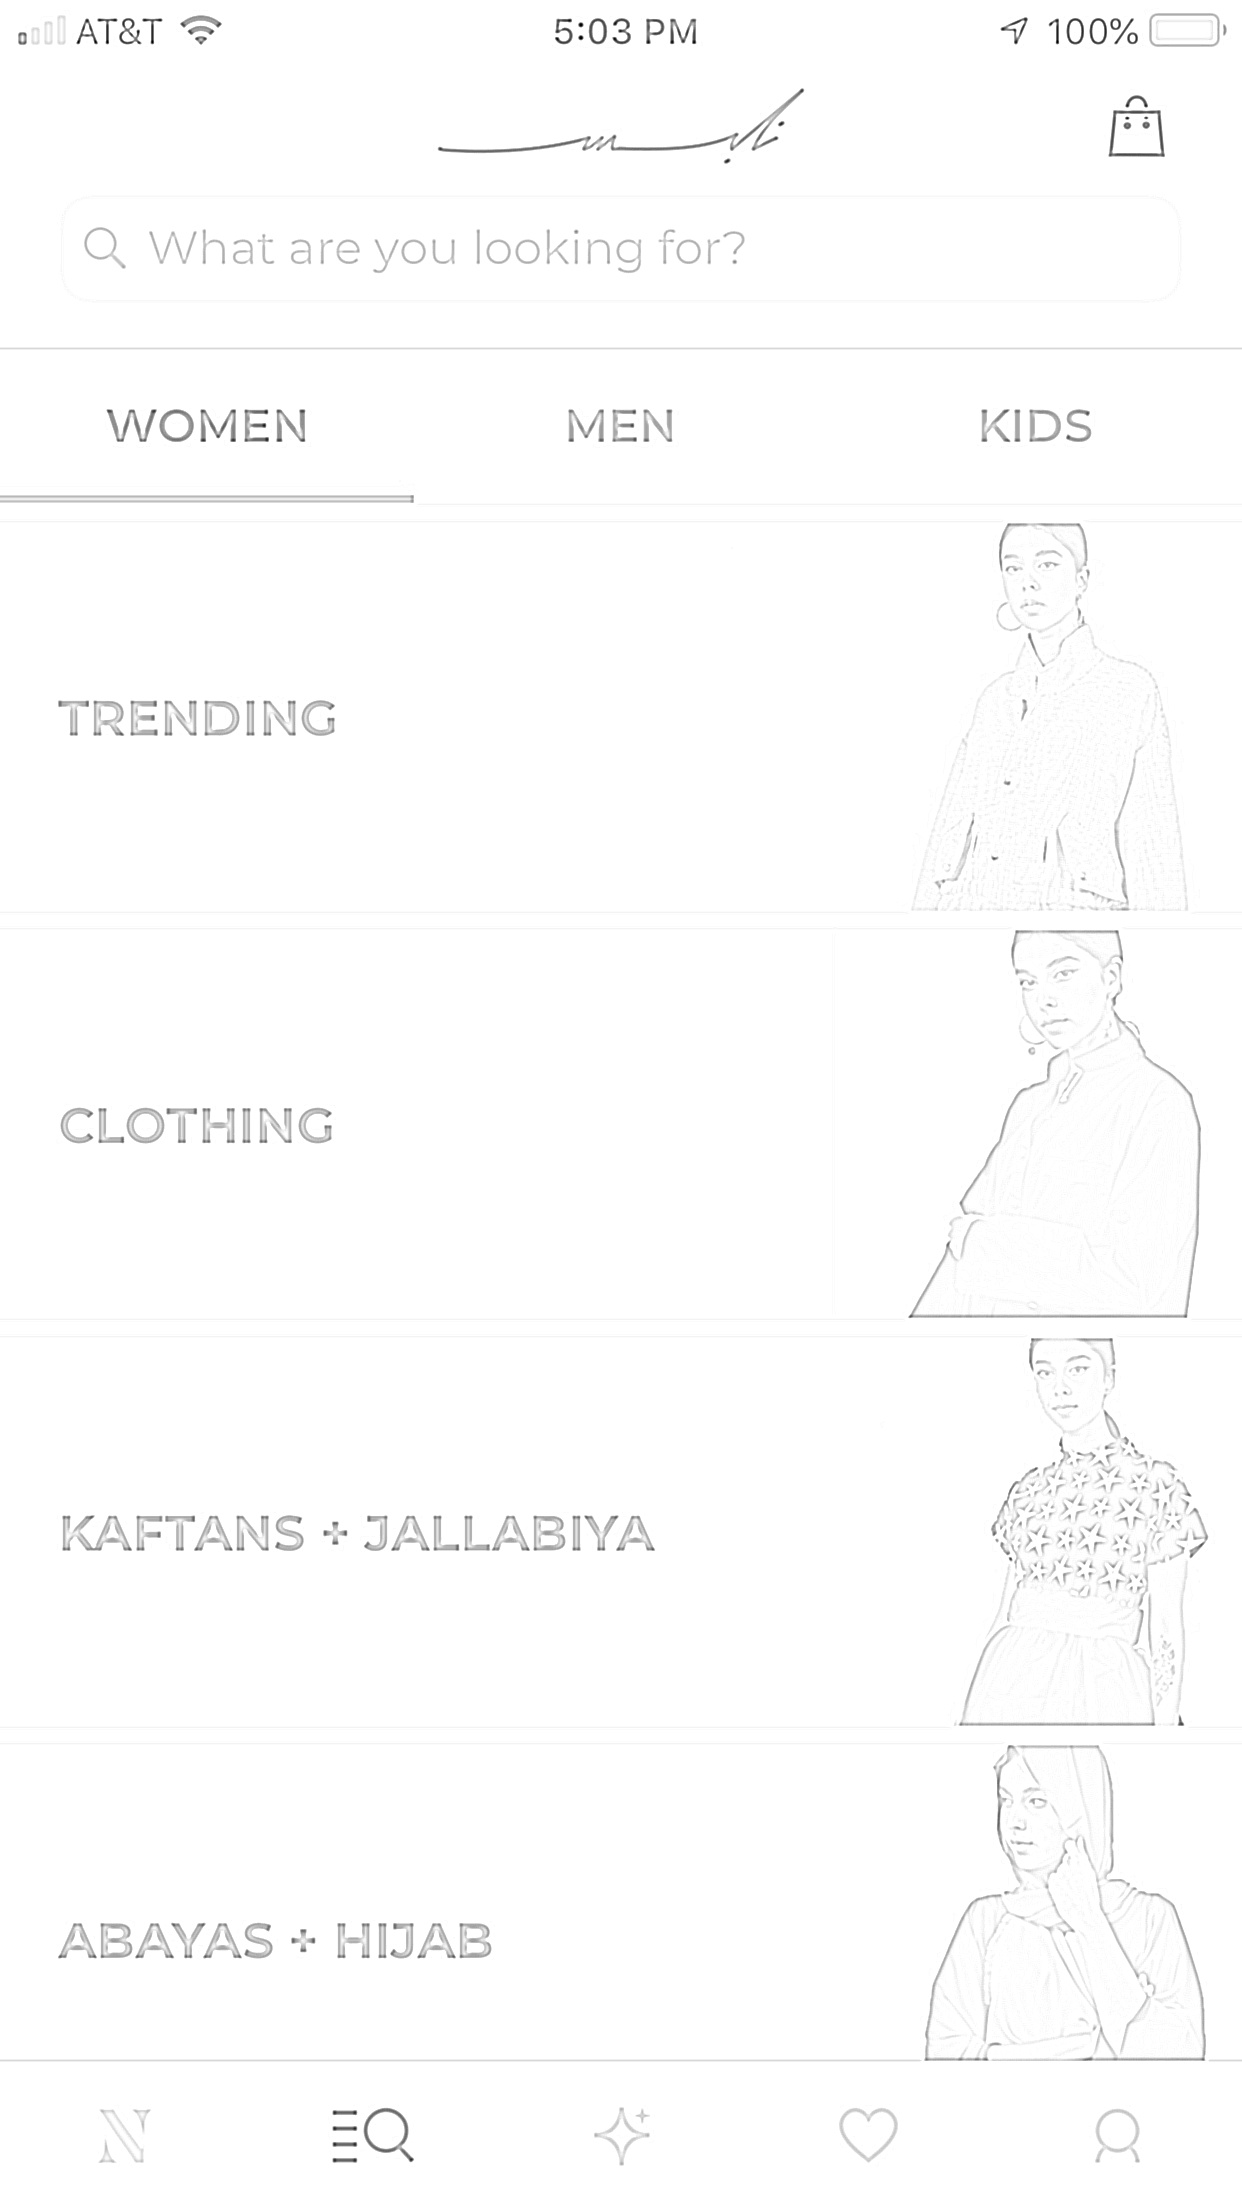 AT&T 5:03 PM 100%
What are you looking for?
WOMEN MEN KIDS
TRENDING
CLOTHING
KAFTANS + JALLABIYA
ABAYAS + HIJAB
N